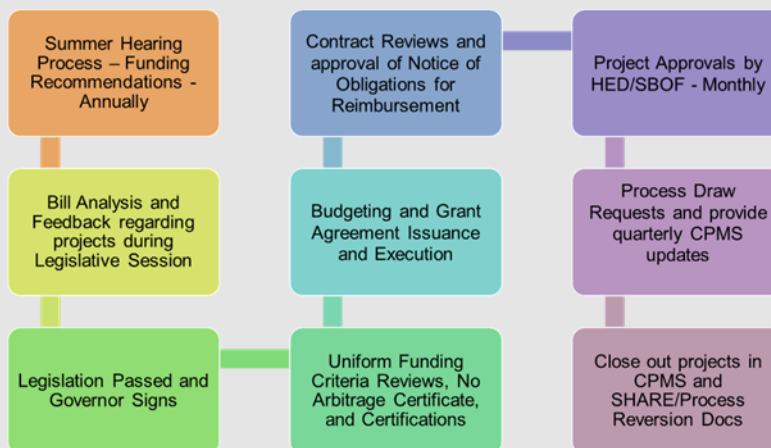 Summer Hearing
Process – Funding
Recommendations -
Annually
Bill Analysis and
Feedback regarding
projects during
Legislative Session
Legislation Passed and
Governor Signs
Uniform Funding
Criteria Reviews, No
Arbitrage Certificate,
and Certifications
Budgeting and Grant
Agreement Issuance
and Execution
Contract Reviews and
approval of Notice of
Obligations for
Reimbursement
Project Approvals by
HED/SBOF - Monthly
Process Draw
Requests and provide
quarterly CPMS
updates
Close out projects in
CPMS and
SHARE/Process
Reversion Docs